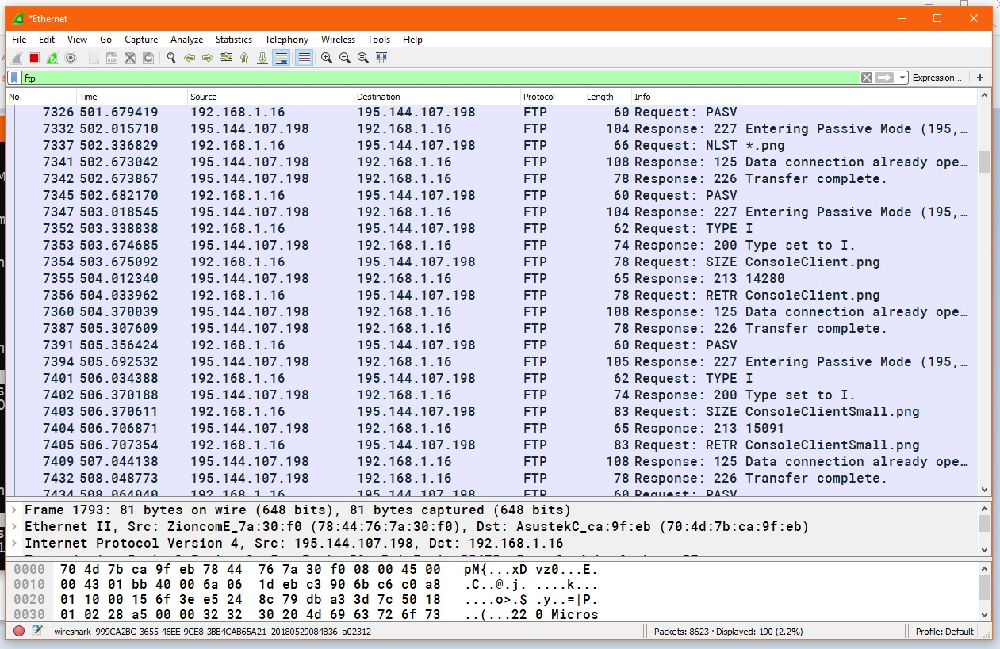 *Ethernet
File Edit View Go Capture Analyze Statistics Telephony Wireless Tools Help
ftp Expression… +
No. Time Source Destination Protocol Length Info
7326 501.679419 192.168.1.16 195.144.107.198 FTP 60 Request: PASV
7332 502.015710 195.144.107.198 192.168.1.16 FTP 104 Response: 227 Entering Passive Mode (195,…
7337 502.336829 192.168.1.16 195.144.107.198 FTP 66 Request: NLST *.png
7341 502.673042 195.144.107.198 192.168.1.16 FTP 108 Response: 125 Data connection already ope…
7342 502.673867 195.144.107.198 192.168.1.16 FTP 78 Response: 226 Transfer complete.
7345 502.682170 192.168.1.16 195.144.107.198 FTP 60 Request: PASV
7347 503.018545 195.144.107.198 192.168.1.16 FTP 104 Response: 227 Entering Passive Mode (195,…
7352 503.338838 192.168.1.16 195.144.107.198 FTP 62 Request: TYPE I
7353 503.674685 195.144.107.198 192.168.1.16 FTP 74 Response: 200 Type set to I.
7354 503.675092 192.168.1.16 195.144.107.198 FTP 78 Request: SIZE ConsoleClient.png
7355 504.012340 195.144.107.198 192.168.1.16 FTP 65 Response: 213 14280
7356 504.033962 192.168.1.16 195.144.107.198 FTP 78 Request: RETR ConsoleClient.png
7360 504.370039 195.144.107.198 192.168.1.16 FTP 108 Response: 125 Data connection already ope…
7387 505.307609 195.144.107.198 192.168.1.16 FTP 78 Response: 226 Transfer complete.
7391 505.356424 192.168.1.16 195.144.107.198 FTP 60 Request: PASV
7394 505.692532 195.144.107.198 192.168.1.16 FTP 105 Response: 227 Entering Passive Mode (195,…
7401 506.034388 192.168.1.16 195.144.107.198 FTP 62 Request: TYPE I
7402 506.370188 195.144.107.198 192.168.1.16 FTP 74 Response: 200 Type set to I.
7403 506.370611 192.168.1.16 195.144.107.198 FTP 83 Request: SIZE ConsoleClientSmall.png
7404 506.706871 195.144.107.198 192.168.1.16 FTP 65 Response: 213 15091
7405 506.707354 192.168.1.16 195.144.107.198 FTP 83 Request: RETR ConsoleClientSmall.png
7409 507.044138 195.144.107.198 192.168.1.16 FTP 108 Response: 125 Data connection already ope…
7432 508.048773 195.144.107.198 192.168.1.16 FTP 78 Response: 226 Transfer complete.
7434 508.064040 192.168.1.16 195.144.107.198 FTP 60 Request: PASV
Frame 1793: 81 bytes on wire (648 bits), 81 bytes captured (648 bits)
Ethernet II, Src: ZioncomE_7a:30:f0 (78:44:76:7a:30:f0), Dst: AsustekC_ca:9f:eb (70:4d:7b:ca:9f:eb)
Internet Protocol Version 4, Src: 195.144.107.198, Dst: 192.168.1.16
0000 70 4d 7b ca 9f eb 78 44 76 7a 30 f0 08 00 45 00 pM{...xD vz0...E.
0010 00 43 01 bb 40 00 6a 06 1d eb c3 90 6b c6 c0 a8 .C..@.j. ....k...
0020 01 10 00 15 6f 3e e5 24 8c 79 db a3 3d 7c 50 18 ....o>.$ .y..=|P.
0030 01 02 28 a5 00 00 32 32 30 20 4d 69 63 72 6f 73 ..(...22 0 Micros
wireshark_999CA2BC-3655-46EE-9CE8-3BB4CAB65A21_20180529084836_a02312 Packets: 8623 · Displayed: 190 (2.2%) Profile: Default